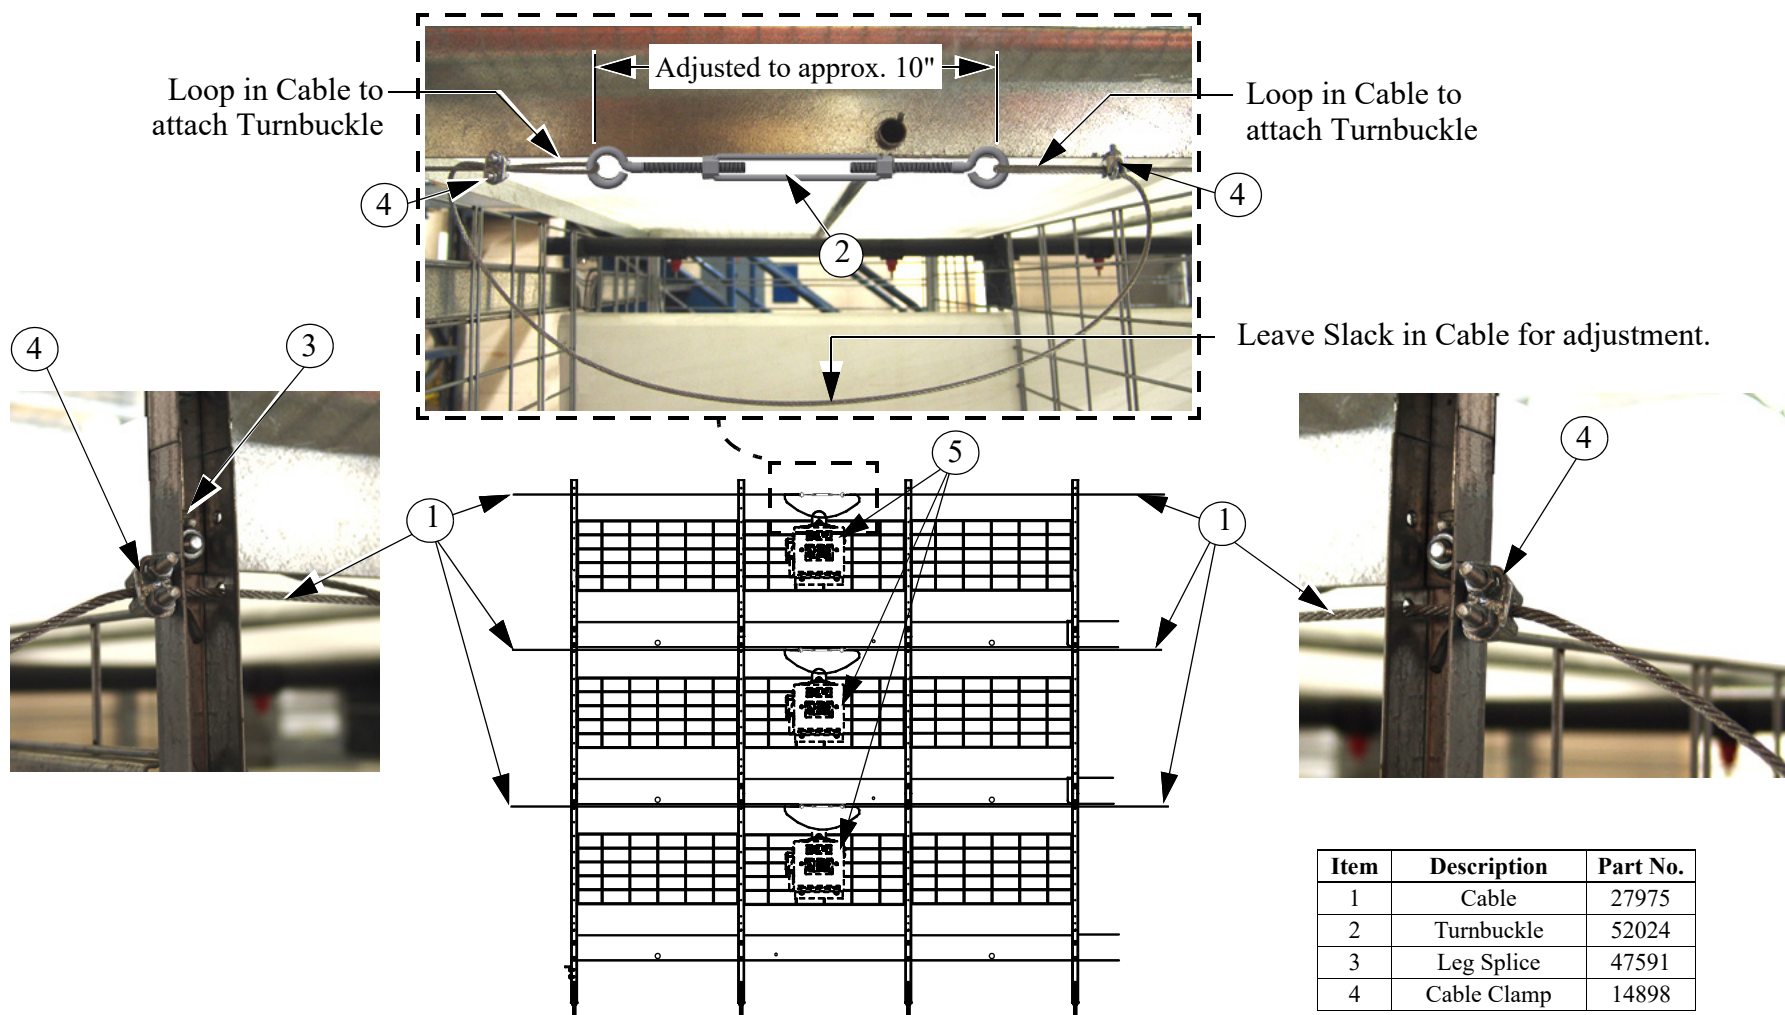 Adjusted to approx. 10"
Loop in Cable to
attach Turnbuckle
Loop in Cable to
attach Turnbuckle
4
4
2
Leave Slack in Cable for adjustment.
4
3
4
5
1
1
Item Description Part No.
1 Cable 27975
2 Turnbuckle 52024
3 Leg Splice 47591
4 Cable Clamp 14898